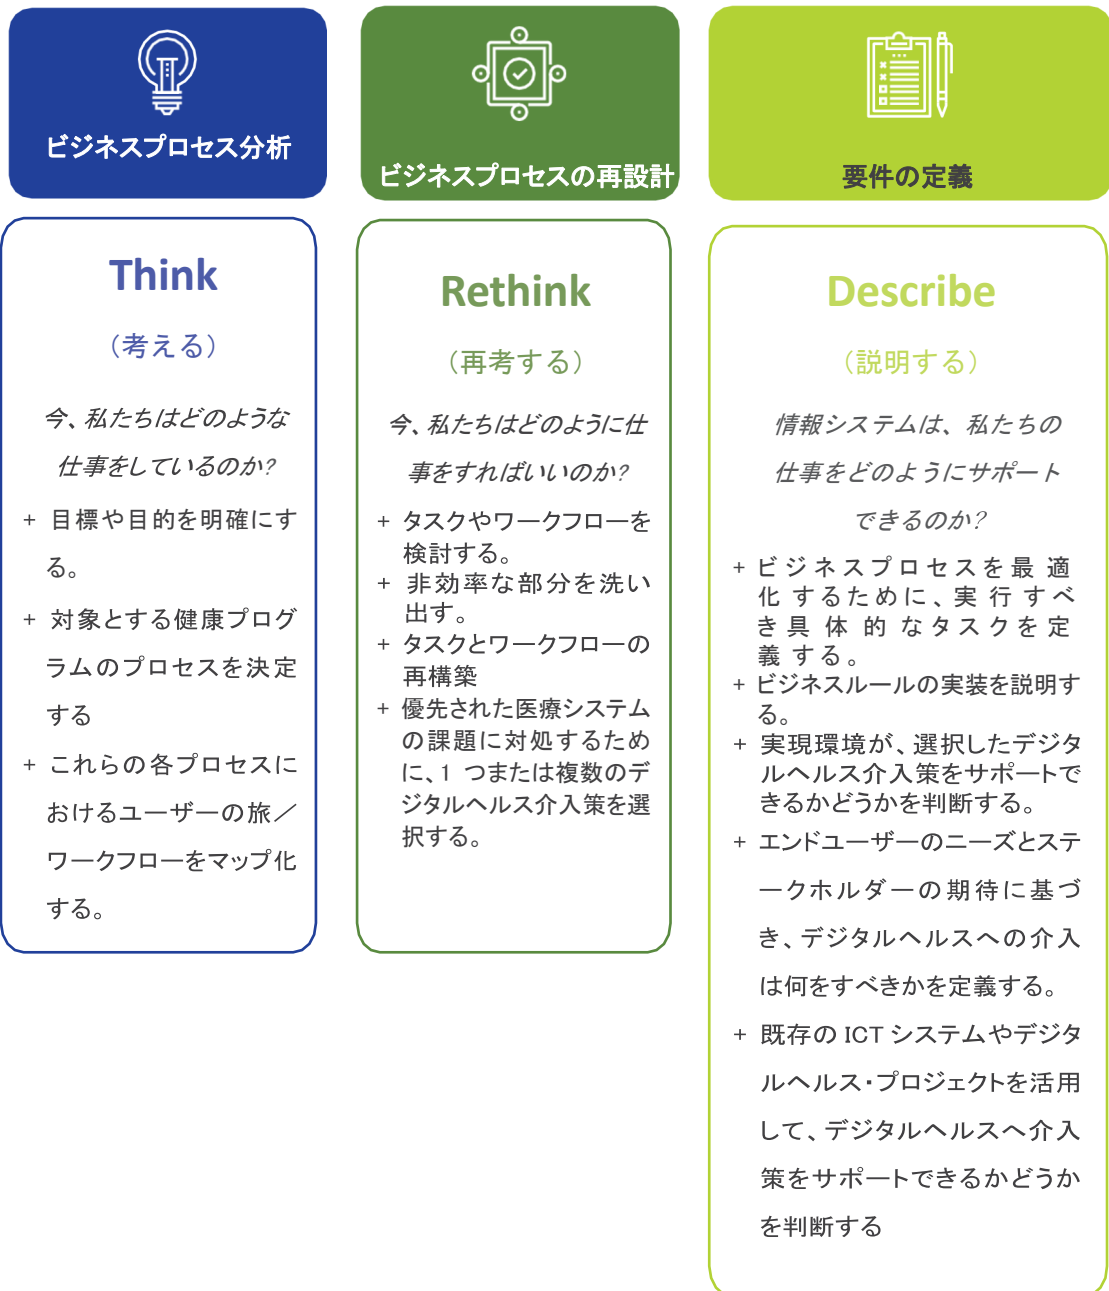 ビジネスプロセス分析
Think
（考える）
今、私たちはどのような
仕事をしているのか?
+ 目標や目的を明確にす
る。
+ 対象とする健康プログ
ラムのプロセスを決定
する
+ これらの各プロセスに
おけるユーザーの旅／
ワークフローをマップ化
する。
ビジネスプロセスの再設計
Rethink
（再考する）
今、私たちはどのように仕
事をすればいいのか?
+ タスクやワークフローを
検討する。
+ 非効率な部分を洗い
出す。
+ タスクとワークフローの
再構築
+ 優先された医療システム
の課題に対処するため
に、1 つまたは複数のデ
ジタルヘルス介入策を選
択する。
要件の定義
Describe
（説明する）
情報システムは、私たちの
仕事をどのようにサポート
できるのか?
+ ビジネスプロセスを最 適
化 するために、実 行 すべ
き 具 体 的 なタスクを 定
義 する。
+ ビジネスルールの実装を説明す
る。
+ 実現環境が、選択したデジタ
ルヘルス介入策をサポートで
きるかどうかを判断する。
+ エンドユーザーのニーズとステ
ークホルダーの期待に基づ
き、デジタルヘルスへの介入
は何をすべきかを定義する。
+ 既存の ICT システムやデジタ
ルヘルス・プロジェクトを活用
して、デジタルヘルスへ介入
策をサポートできるかどうか
を判断する